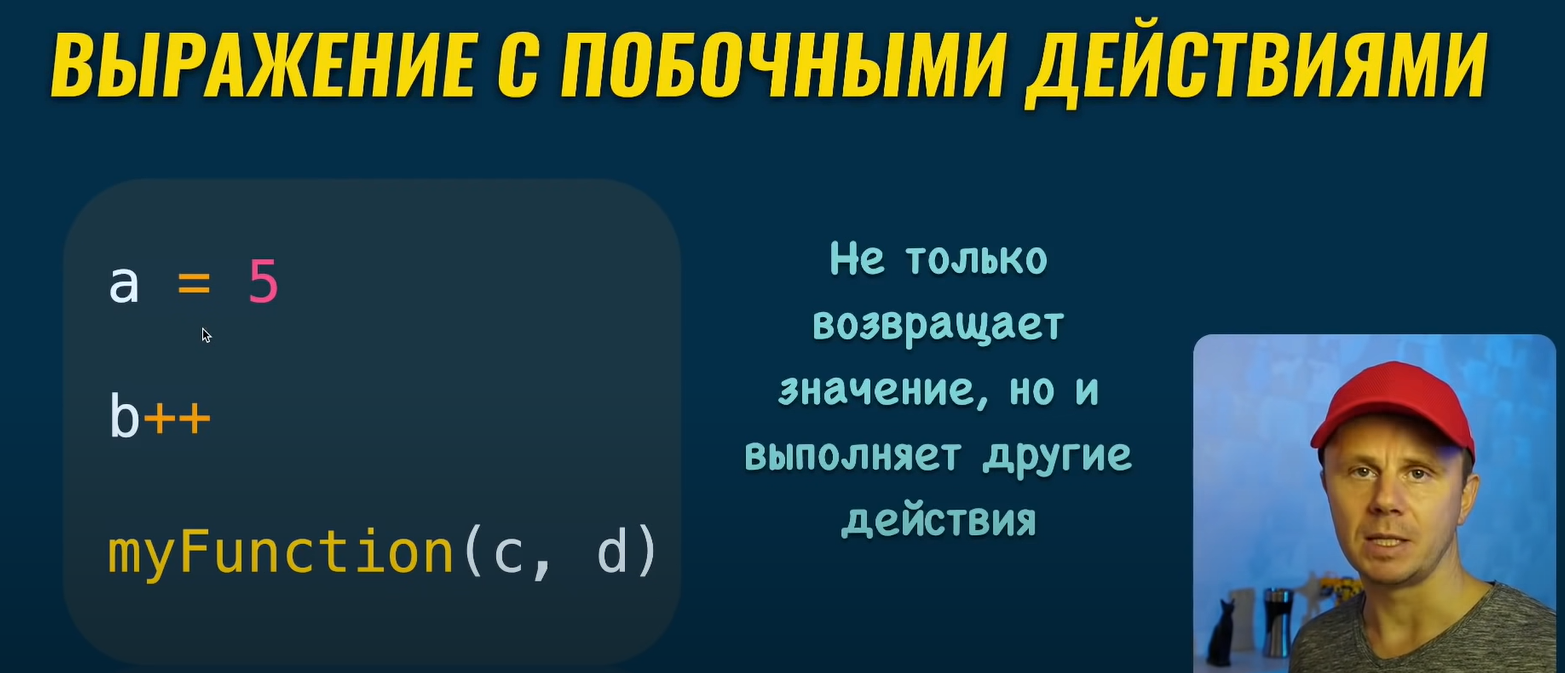 ВЫРАЖЕНИЕ С ПОБОЧНЫМИ ДЕЙСТВИЯМИ
a = 5
b++
myFunction(c, d)
Не только
возвращает
значение, но и
выполняет другие
действия